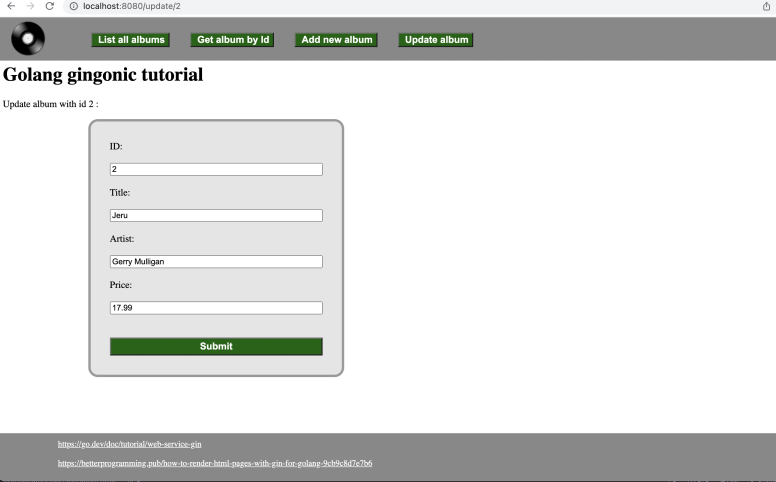 localhost:8080/update/2
List all albums Get album by Id Add new album Update album
Golang gingonic tutorial
Update album with id 2 :
ID:
2
Title:
Jeru
Artist:
Gerry Mulligan
Price:
17.99
Submit
https://go.dev/doc/tutorial/web-service-gin
https://betterprogramming.pub/how-to-render-html-pages-with-gin-for-golang-9cb9c8d7e7b6